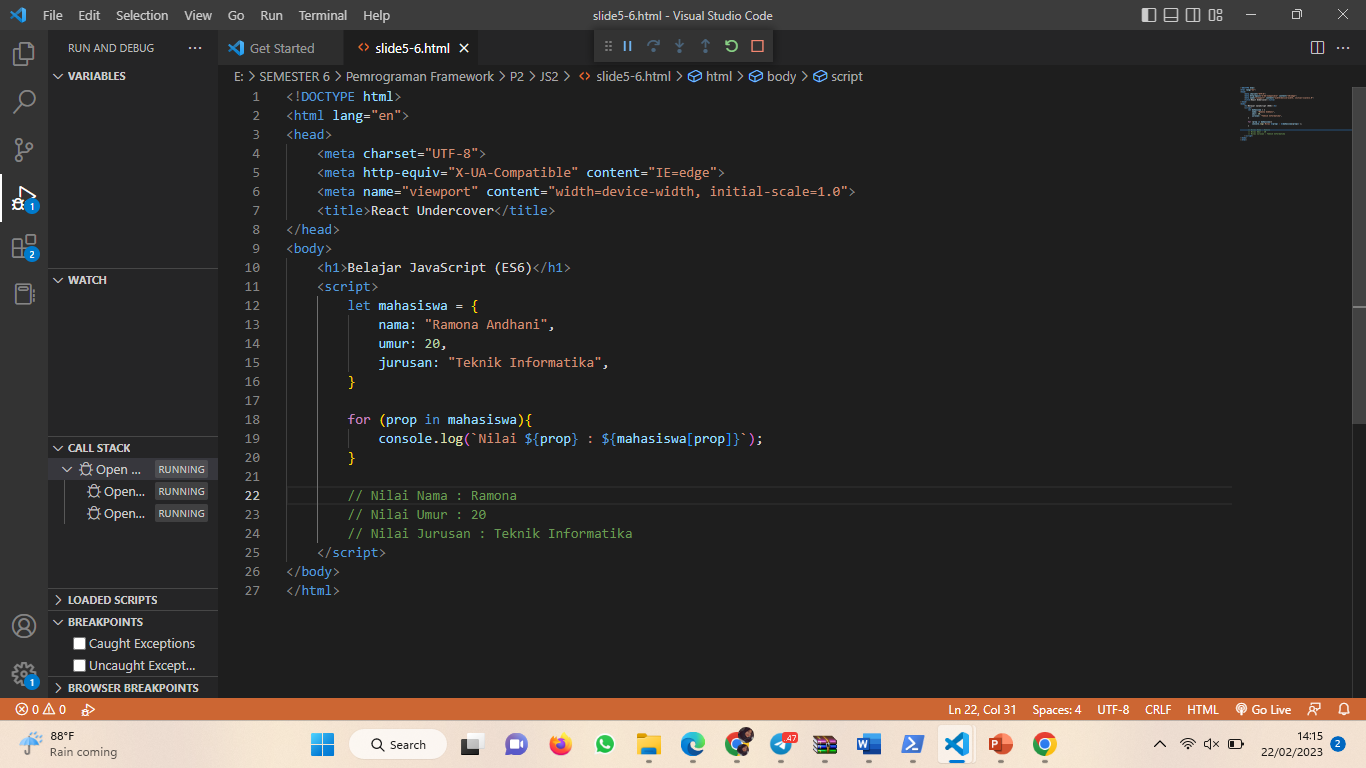 File Edit Selection View Go Run Terminal Help
slide5-6.html - Visual Studio Code
RUN AND DEBUG ...
Get Started
slide5-6.html
VARIABLES
WATCH
CALL STACK
Open ... RUNNING
Open... RUNNING
Open... RUNNING
LOADED SCRIPTS
BREAKPOINTS
Caught Exceptions
Uncaught Except...
BROWSER BREAKPOINTS
1
2
1
E: > SEMESTER 6 > Pemrograman Framework > P2 > JS2 > slide5-6.html > html > body > script
1 <!DOCTYPE html>
2 <html lang="en">
3 <head>
4 <meta charset="UTF-8">
5 <meta http-equiv="X-UA-Compatible" content="IE=edge">
6 <meta name="viewport" content="width=device-width, initial-scale=1.0">
7 <title>React Undercover</title>
8 </head>
9 <body>
10 <h1>Belajar JavaScript (ES6)</h1>
11 <script>
12 let mahasiswa = {
13 nama: "Ramona Andhani",
14 umur: 20,
15 jurusan: "Teknik Informatika",
16 }
17
18 for (prop in mahasiswa){
19 console.log(`Nilai ${prop} : ${mahasiswa[prop]}`);
20 }
21
22 // Nilai Nama : Ramona
23 // Nilai Umur : 20
24 // Nilai Jurusan : Teknik Informatika
25 </script>
26 </body>
27 </html>
0 0
Ln 22, Col 31 Spaces: 4 UTF-8 CRLF HTML Go Live
88°F
Rain coming
Search
47
14:15
22/02/2023
2